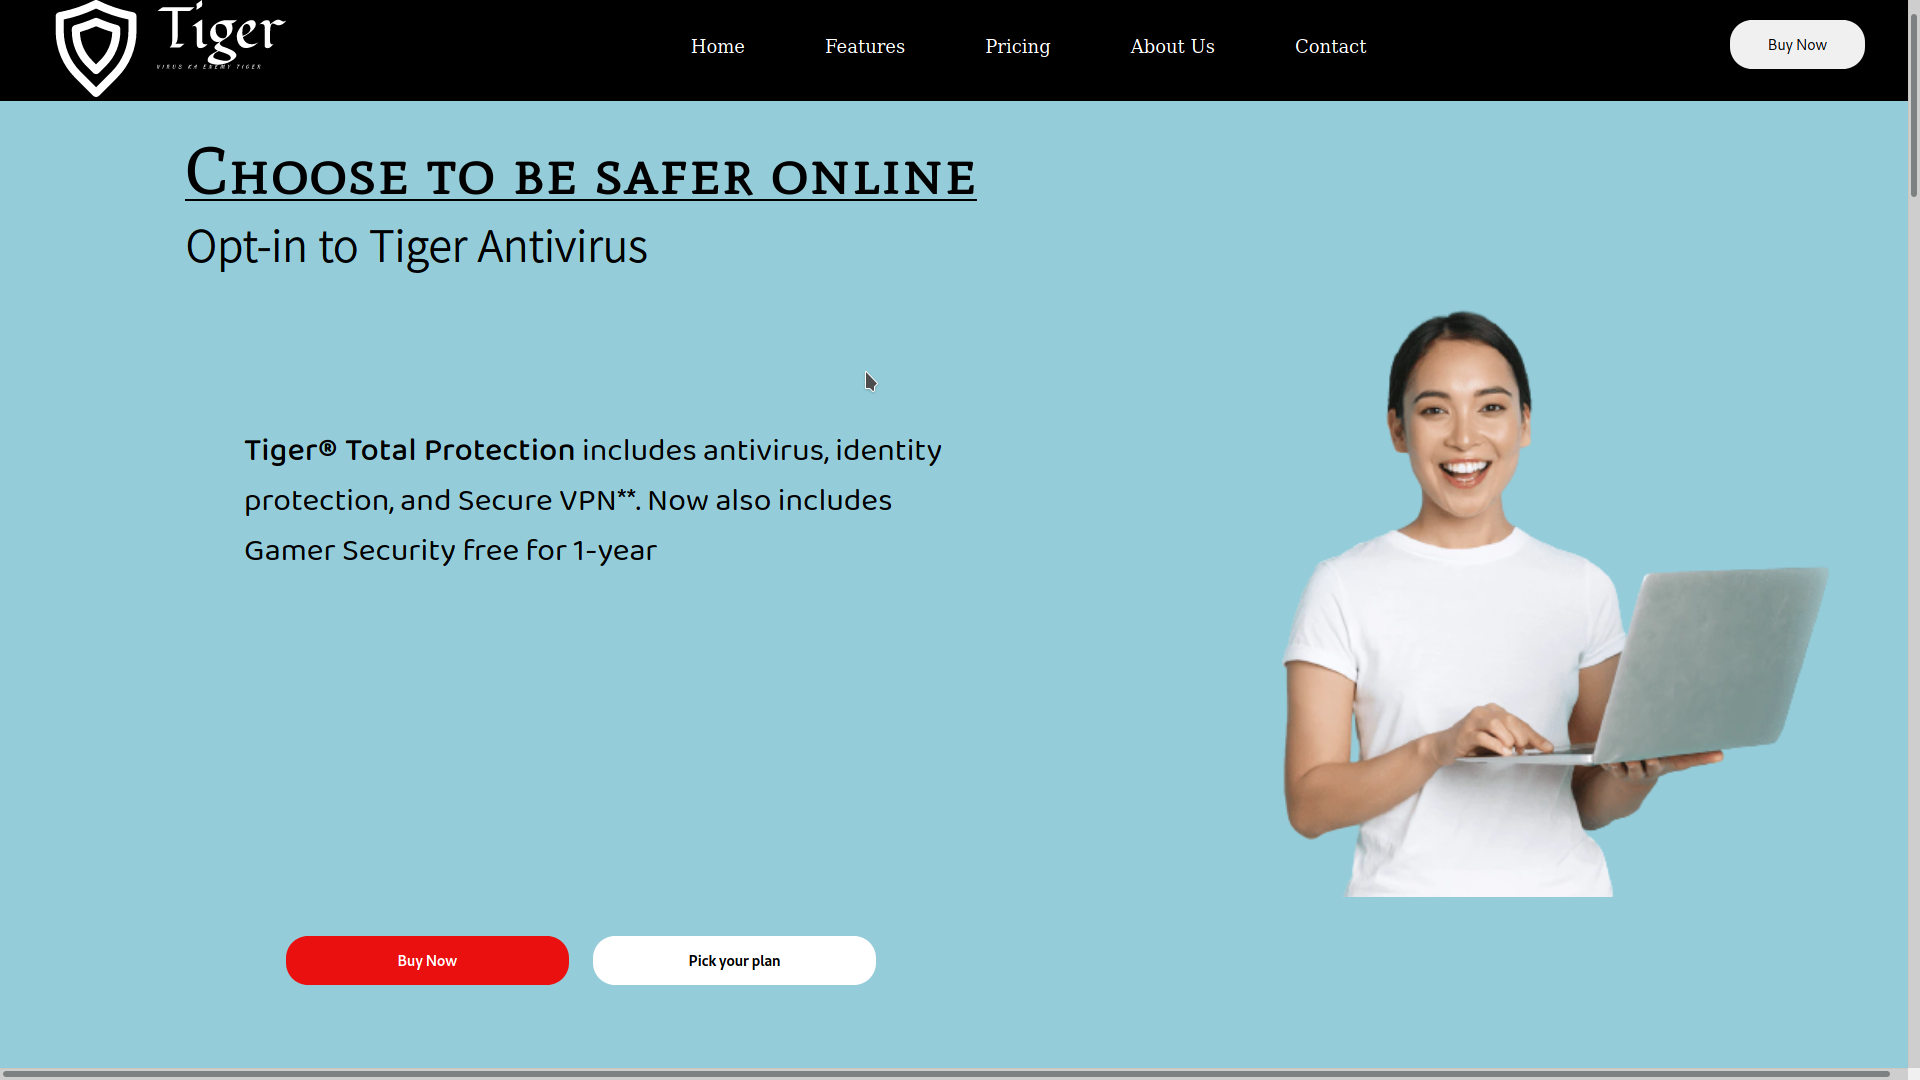 Tiger
VIRUS KA ENEMY TIGER
Home
Features
Pricing
About Us
Contact
Buy Now
Choose to be safer online
Opt-in to Tiger Antivirus
Tiger® Total Protection includes antivirus, identity
protection, and Secure VPN**. Now also includes
Gamer Security free for 1-year
Buy Now
Pick your plan